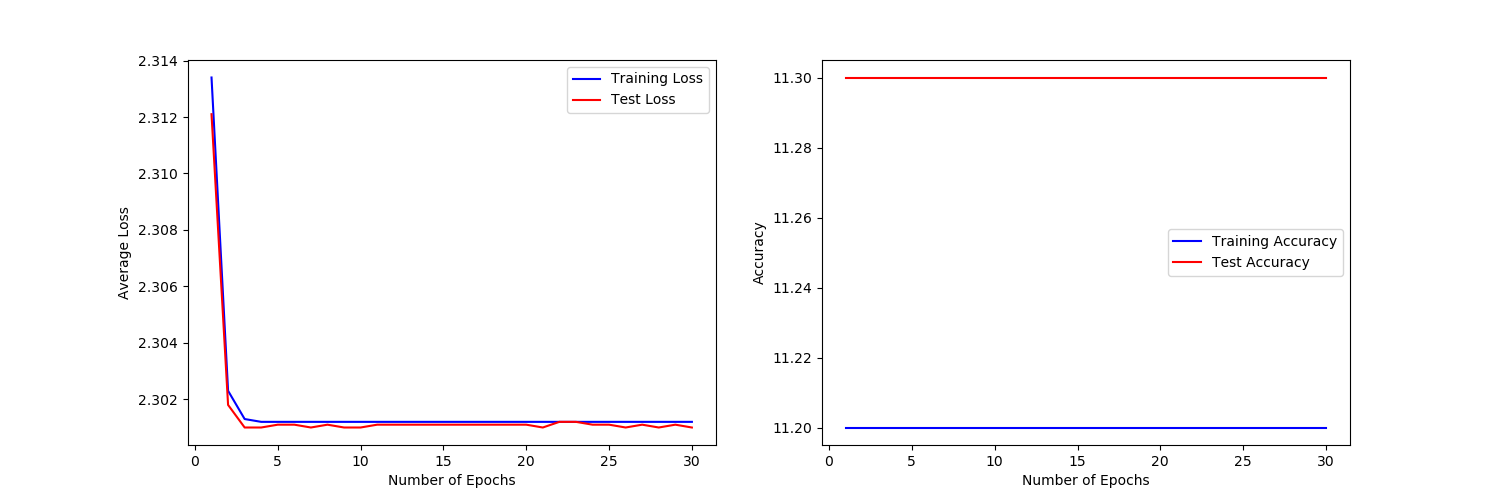 2.314
2.312
2.310
2.308
2.306
2.304
2.302
0 5 10 15 20 25 30
Average Loss
Number of Epochs
Training Loss
Test Loss
11.30
11.28
11.26
11.24
11.22
11.20
0 5 10 15 20 25 30
Accuracy
Number of Epochs
Training Accuracy
Test Accuracy